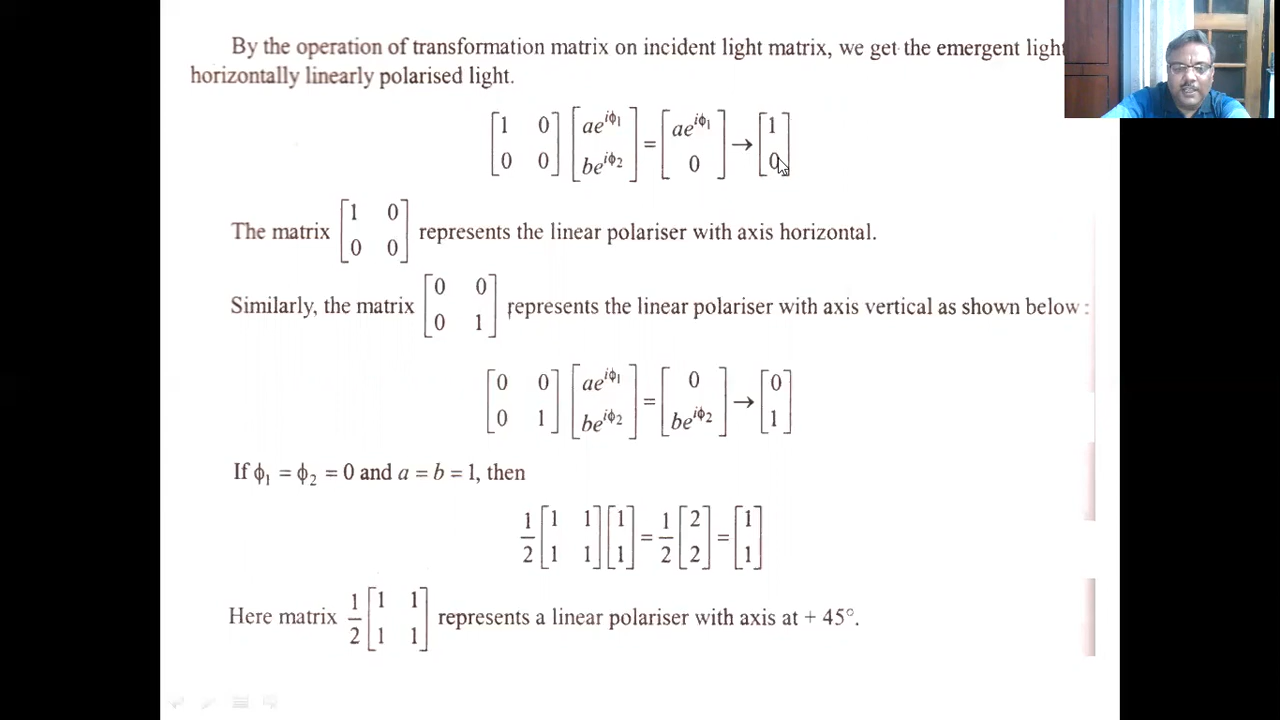 By the operation of transformation matrix on incident light matrix, we get the emergent light
horizontally linearly polarised light.
[1 0; 0 0] [ae^{iϕ₁}; be^{iϕ₂}] = [ae^{iϕ₁}; 0] → [1; 0]
The matrix [1 0; 0 0] represents the linear polariser with axis horizontal.
Similarly, the matrix [0 0; 0 1] represents the linear polariser with axis vertical as shown below :
[0 0; 0 1] [ae^{iϕ₁}; be^{iϕ₂}] = [0; be^{iϕ₂}] → [0; 1]
If ϕ₁ = ϕ₂ = 0 and a = b = 1, then
1/2 [1 1; 1 1] [1; 1] = 1/2 [2; 2] = [1; 1]
Here matrix 1/2 [1 1; 1 1] represents a linear polariser with axis at + 45°.